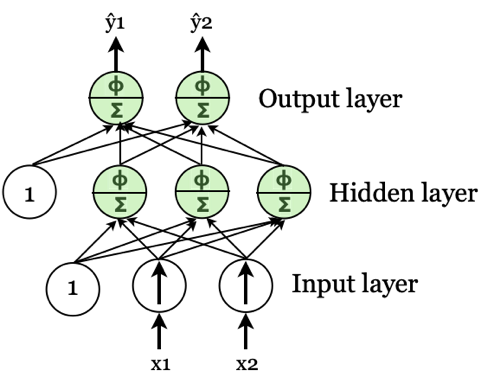 ŷ1 ŷ2
ϕ ϕ
Σ Σ
Output layer
1
ϕ ϕ ϕ
Σ Σ Σ
Hidden layer
1
Input layer
x1 x2